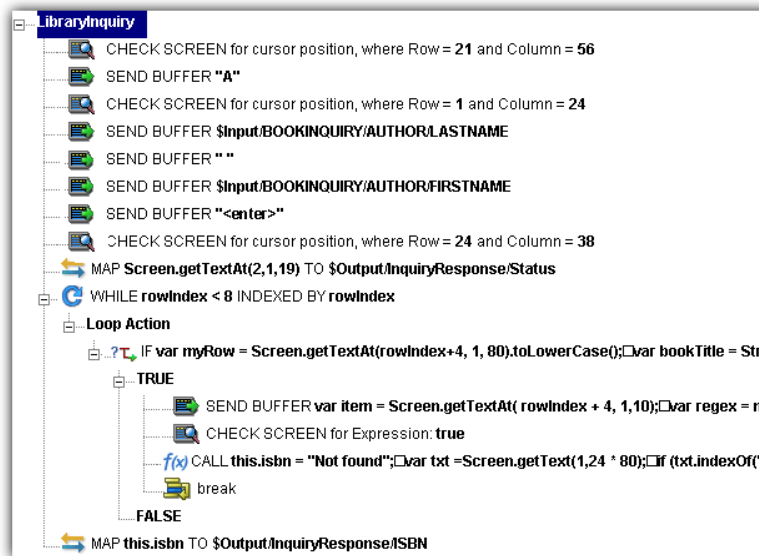 LibraryInquiry
CHECK SCREEN for cursor position, where Row = 21 and Column = 56
SEND BUFFER "A"
CHECK SCREEN for cursor position, where Row = 1 and Column = 24
SEND BUFFER $Input/BOOKINQUIRY/AUTHOR/LASTNAME
SEND BUFFER " "
SEND BUFFER $Input/BOOKINQUIRY/AUTHOR/FIRSTNAME
SEND BUFFER "<enter>"
CHECK SCREEN for cursor position, where Row = 24 and Column = 38
MAP Screen.getTextAt(2,1,19) TO $Output/InquiryResponse/Status
WHILE rowIndex < 8 INDEXED BY rowIndex
Loop Action
IF var myRow = Screen.getTextAt(rowIndex+4, 1, 80).toLowerCase();□var bookTitle = Str
TRUE
SEND BUFFER var item = Screen.getTextAt( rowIndex + 4, 1,10);□var regex = n
CHECK SCREEN for Expression: true
f(x) CALL this.isbn = "Not found";□var txt =Screen.getText(1,24 * 80);□if (txt.indexOf("
break
FALSE
MAP this.isbn TO $Output/InquiryResponse/ISBN